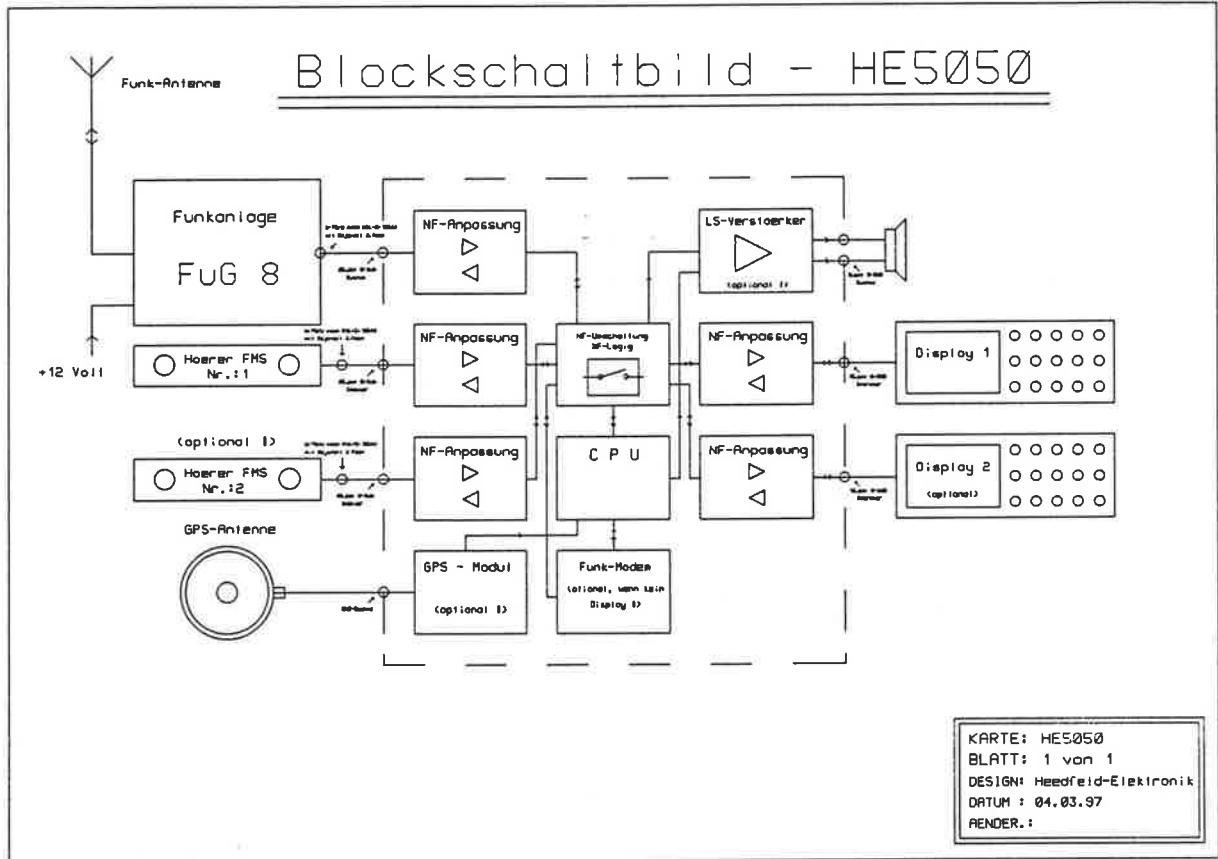 Blockschaltbild - HE5050
Funk-Antenne
Funkanlage
FuG 8
+12 Volt
NF-Anpassung
LS-Verstaerker
(optional !)
Hoerer FMS
Nr.:1
NF-Anpassung
NF-Umschaltung
NF-Logig
NF-Anpassung
Display 1
(optional !)
Hoerer FMS
Nr.:2
NF-Anpassung
C P U
NF-Anpassung
Display 2
(optional)
GPS-Antenne
GPS - Modul
(optional !)
Funk-Modem
(otional, wenn kein
Display !)
KARTE: HE5050
BLATT: 1 von 1
DESIGN: Heedfeld-Elektronik
DATUM : 04.03.97
AENDER.: